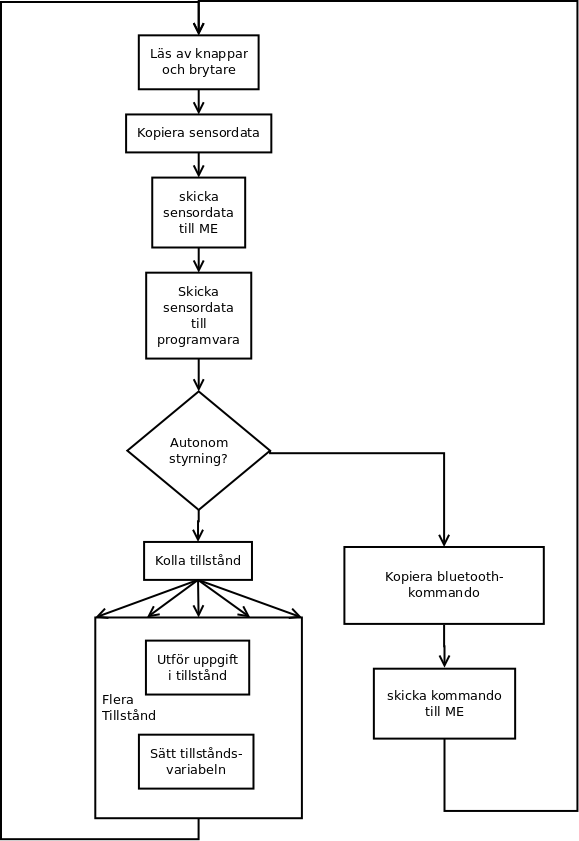 Läs av knappar
och brytare
Kopiera sensordata
skicka
sensordata
till ME
Skicka
sensordata
till
programvara
Autonom
styrning?
Kolla tillstånd
Utför uppgift
i tillstånd
Flera
Tillstånd
Sätt tillstånds-
variabeln
Kopiera bluetooth-
kommando
skicka kommando
till ME